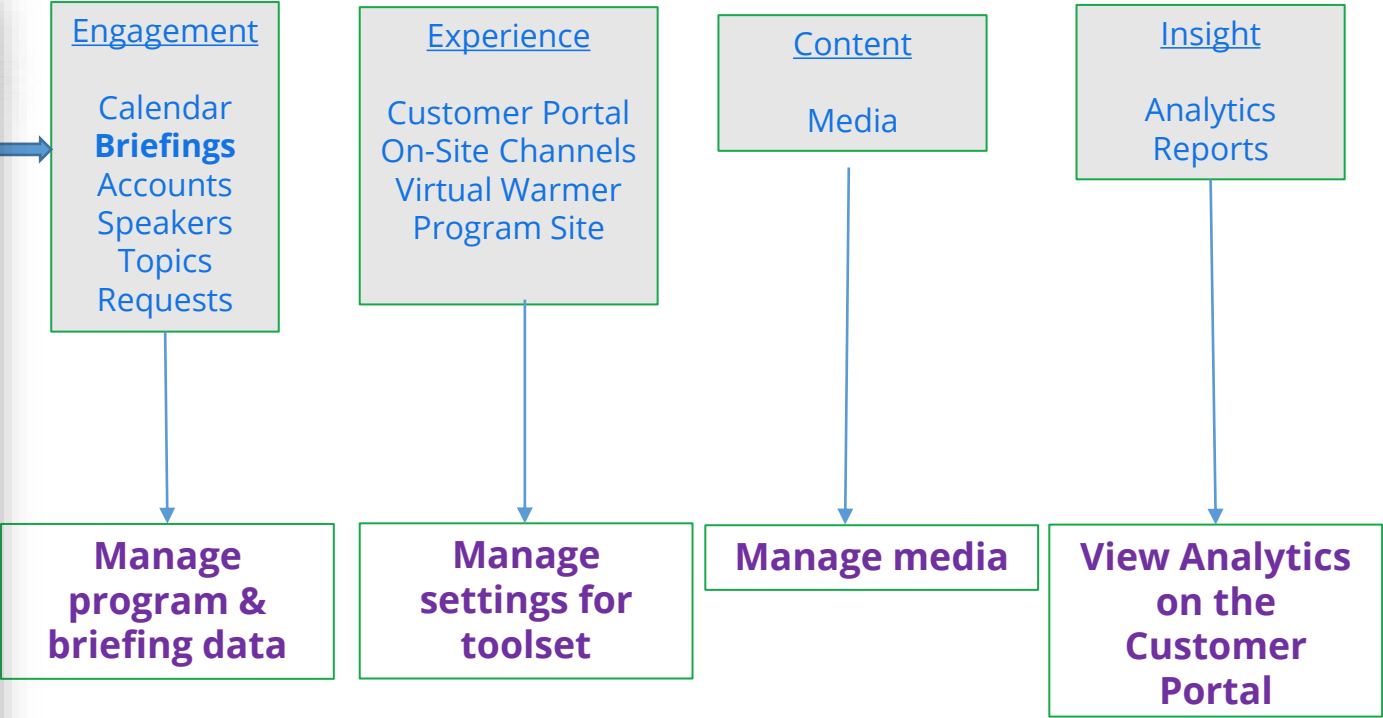 Engagement
Calendar
Briefings
Accounts
Speakers
Topics
Requests
Experience
Customer Portal
On-Site Channels
Virtual Warmer
Program Site
Content
Media
Insight
Analytics
Reports
Manage
program &
briefing data
Manage
settings for
toolset
Manage media
View Analytics
on the
Customer
Portal